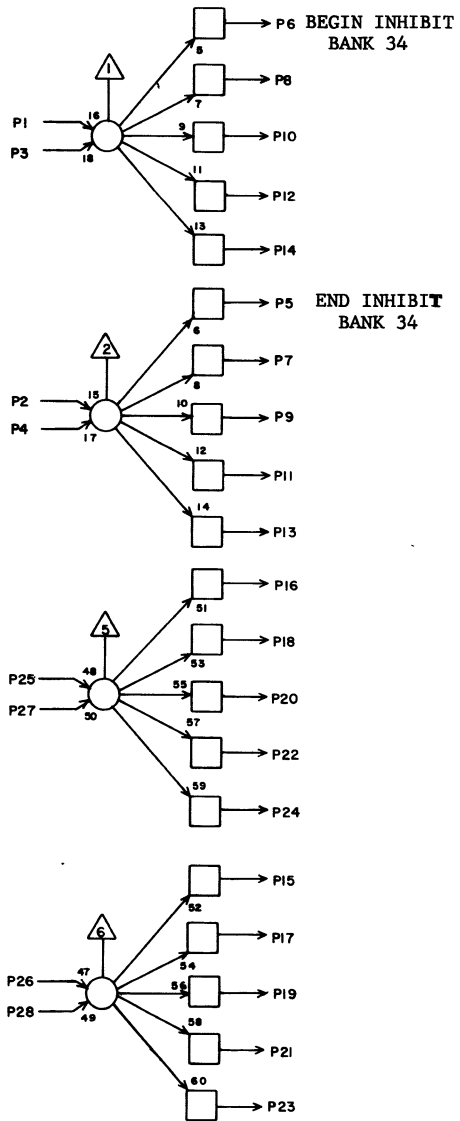 P6 BEGIN INHIBIT
BANK 34
5
1
P8
7
16
P1
9
P10
P3
18
11
P12
13
P14
P5 END INHIBIT
BANK 34
6
2
P7
8
15
P2
10
P9
P4
17
12
P11
14
P13
P16
51
5
P18
53
48
P25
55
P20
P27
50
57
P22
59
P24
P15
52
6
P17
54
47
P26
56
P19
P28
49
58
P21
60
P23